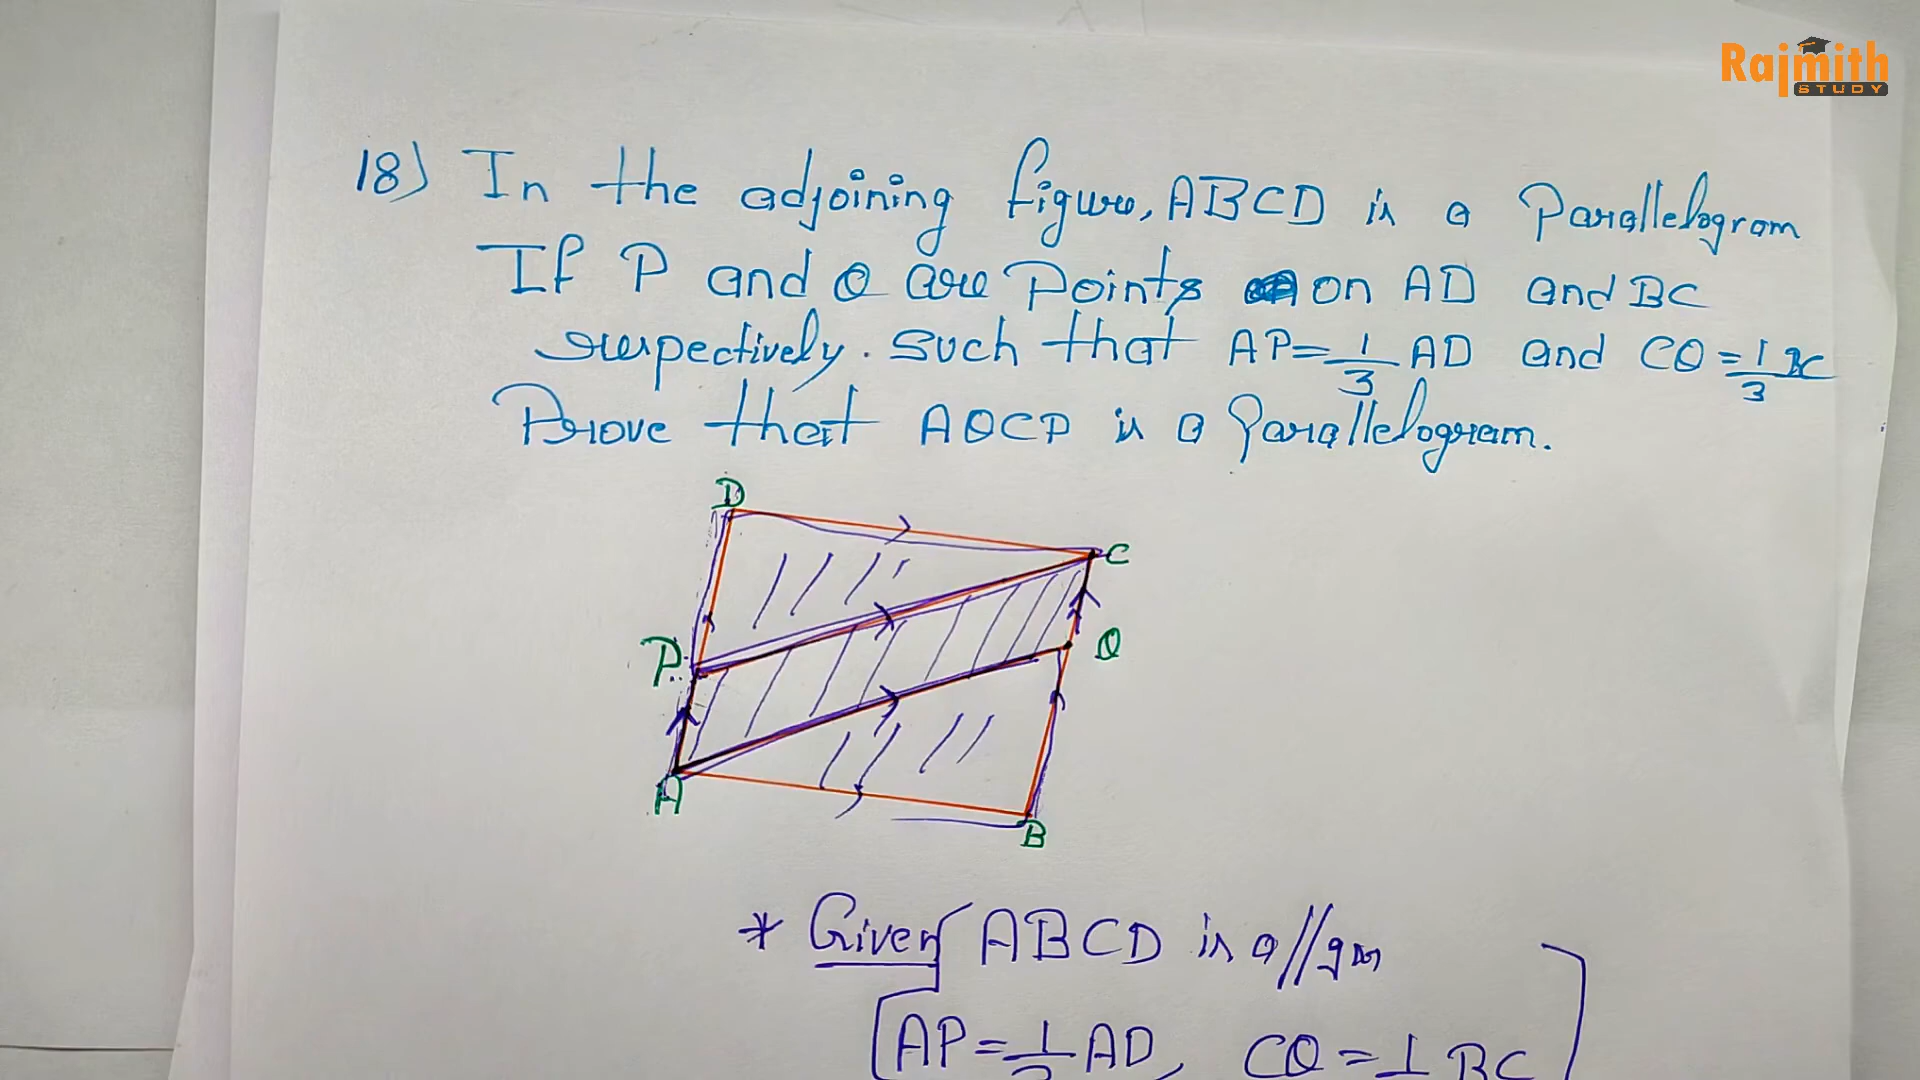 Rajmith
STUDY
18) In the adjoining figure, ABCD is a Parallelogram
If P and Q are Points on AD and BC
respectively. Such that AP=1/3 AD and CQ=1/3 BC
Prove that AQCP is a Parallelogram.
D
C
P
Q
A
B
* Given ABCD is a //gm
AP=1/3 AD, CQ=1 BC